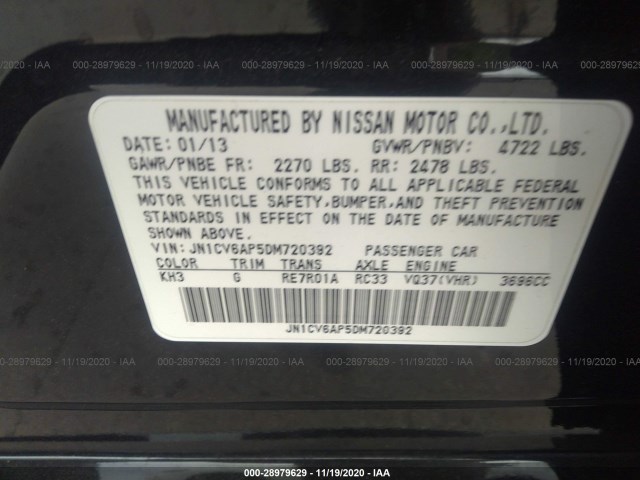 000-28979629 - 11/19/2020 - IAA
MANUFACTURED BY NISSAN MOTOR CO.,LTD.
DATE: 01/13 GVWR/PNBV: 4722 LBS.
GAWR/PNBE FR: 2270 LBS. RR: 2478 LBS.
THIS VEHICLE CONFORMS TO ALL APPLICABLE FEDERAL
MOTOR VEHICLE SAFETY,BUMPER,AND THEFT PREVENTION
STANDARDS IN EFFECT ON THE DATE OF MANUFACTURE
SHOWN ABOVE.
VIN: JN1CV6AP5DM720392 PASSENGER CAR
COLOR TRIM TRANS AXLE ENGINE
KH3 G RE7R01A RC33 VQ37(VHR) 3696CC
JN1CV6AP5DM720392
000-28979629 - 11/19/2020 - IAA